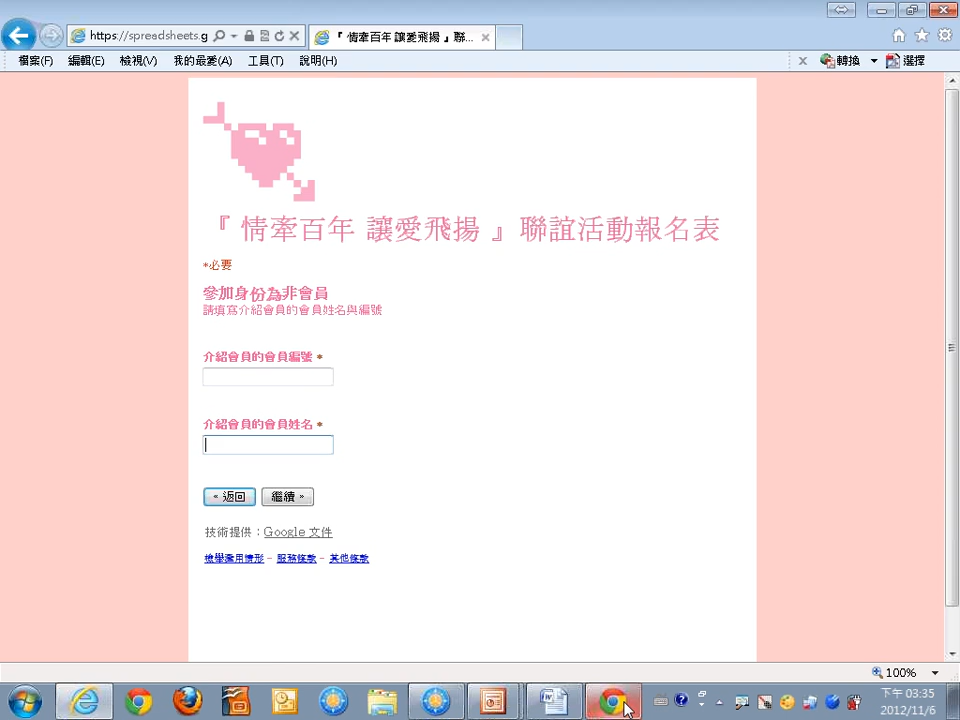 https://spreadsheets.g
『 情牽百年 讓愛飛揚 』聯...
檔案(F) 編輯(E) 檢視(V) 我的最愛(A) 工具(T) 說明(H)
轉換 選擇
『 情牽百年 讓愛飛揚 』聯誼活動報名表
*必要
參加身份為非會員
請填寫介紹會員的會員姓名與編號
介紹會員的會員編號 *
介紹會員的會員姓名 *
« 返回 繼續 »
技術提供：Google 文件
檢舉濫用情形 - 服務條款 - 其他條款
100%
下午 03:35
2012/11/6